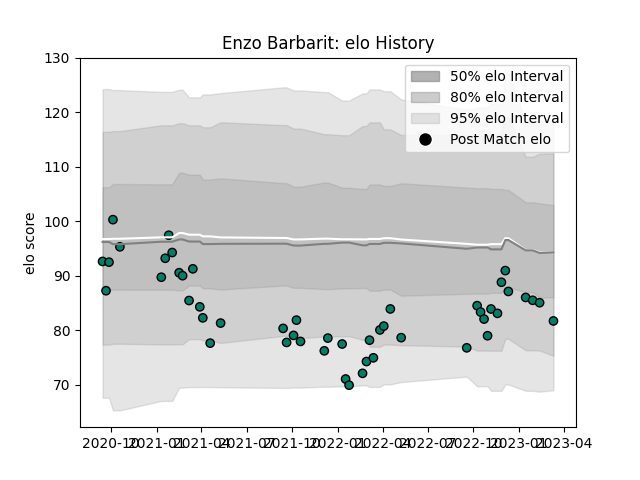 Enzo Barbarit: elo History
130
120
110
100
90
80
70
elo score
50% elo Interval
80% elo Interval
95% elo Interval
Post Match elo
2020-10 2021-01 2021-04 2021-07 2021-10 2022-01 2022-04 2022-07 2022-10 2023-01 2023-04